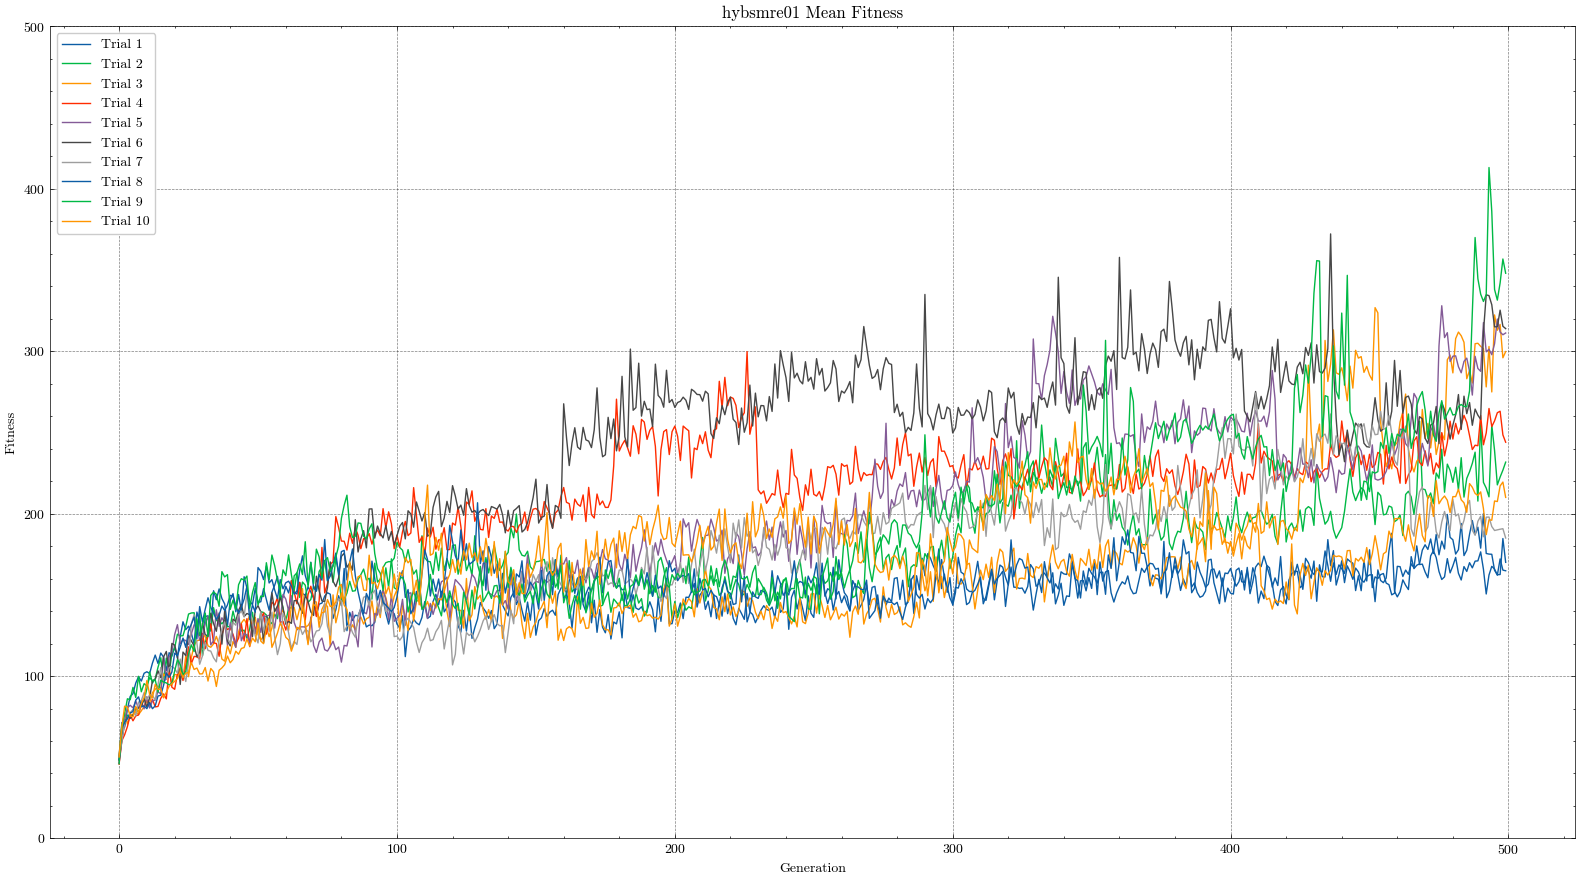 hybsmre01 Mean Fitness
500
400
300
200
100
0
Fitness
Trial 1
Trial 2
Trial 3
Trial 4
Trial 5
Trial 6
Trial 7
Trial 8
Trial 9
Trial 10
0 100 200 300 400 500
Generation